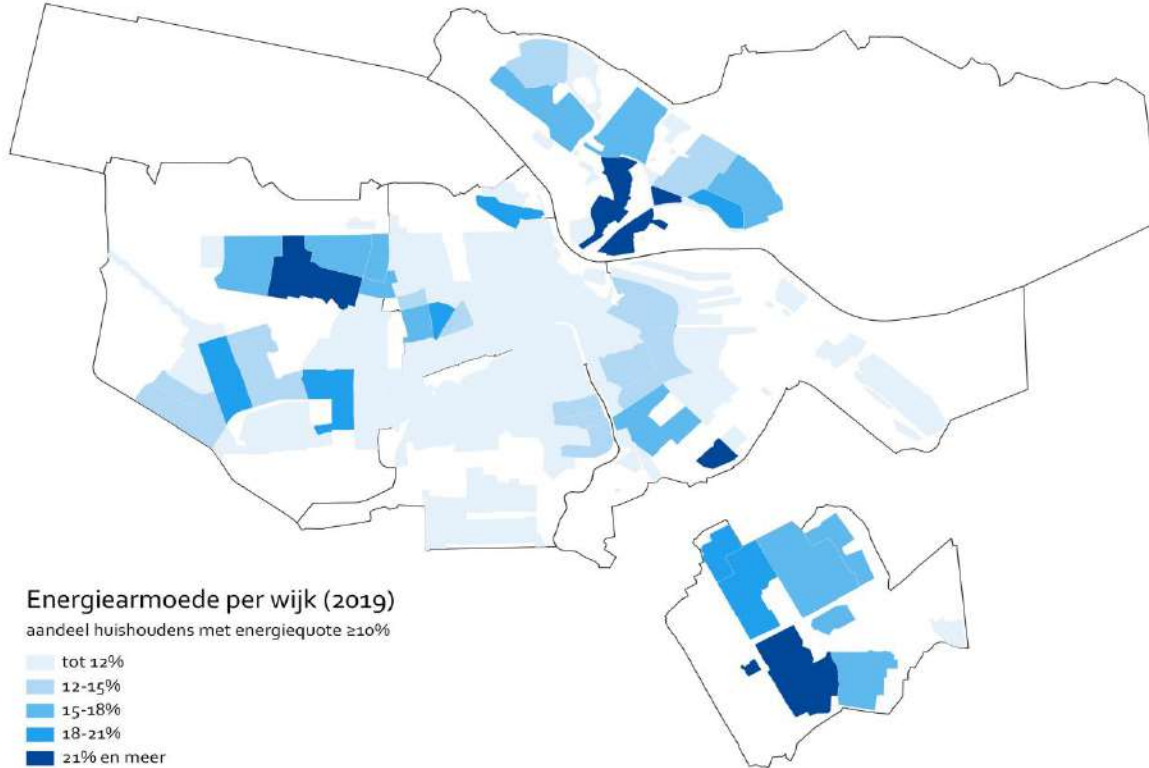 Energiearmoede per wijk (2019)
aandeel huishoudens met energiequote ≥10%
tot 12%
12-15%
15-18%
18-21%
21% en meer